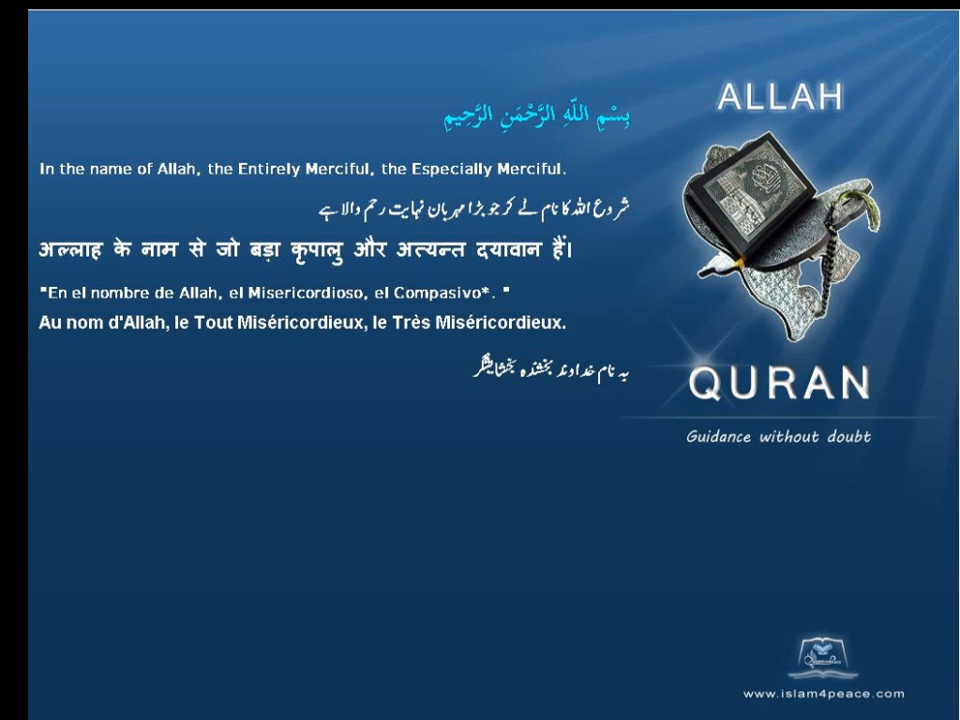 بِسْمِ اللَّهِ الرَّحْمَنِ الرَّحِيمِ
In the name of Allah, the Entirely Merciful, the Especially Merciful.
شروع الله کا نام لے کر جو بڑا مہربان نہایت رحم والا ہے
अल्लाह के नाम से जो बड़ा कृपालु और अत्यन्त दयावान हैं।
"En el nombre de Allah, el Misericordioso, el Compasivo*. "
Au nom d'Allah, le Tout Miséricordieux, le Très Miséricordieux.
به نام خداوند بخشنده بخشایشگر
ALLAH
QURAN
Guidance without doubt
www.islam4peace.com